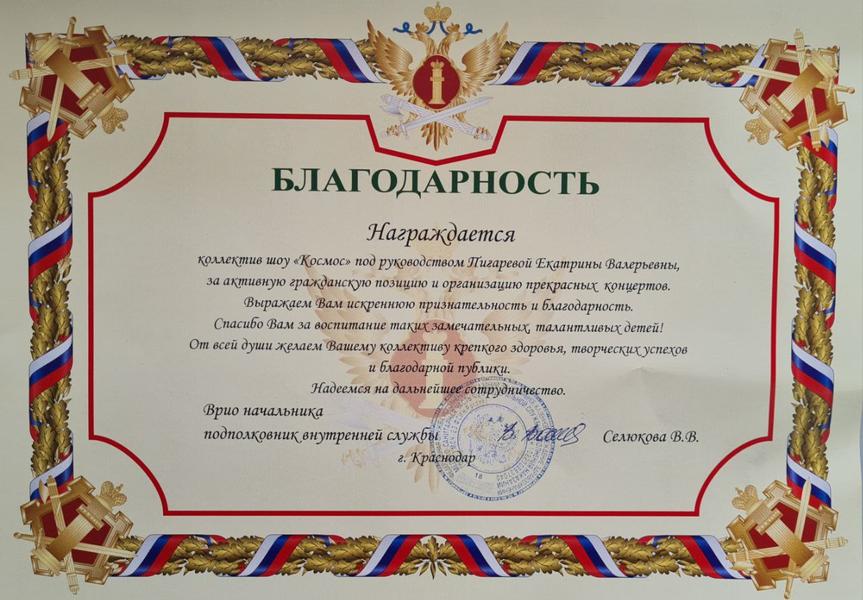 БЛАГОДАРНОСТЬ
Награждается
коллектив шоу «Космос» под руководством Пигаревой Екатрины Валерьевны,
за активную гражданскую позицию и организацию прекрасных концертов.
Выражаем Вам искреннюю признательность и благодарность.
Спасибо Вам за воспитание таких замечательных, талантливых детей!
От всей души желаем Вашему коллективу крепкого здоровья, творческих успехов
и благодарной публики.
Надеемся на дальнейшее сотрудничество.
Врио начальника
подполковник внутренней службы Селюкова В.В.
г. Краснодар